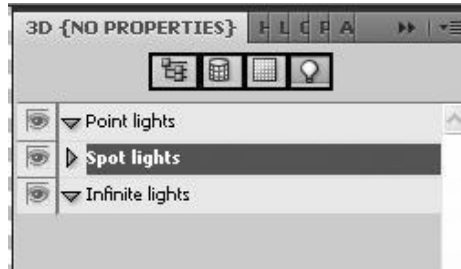 3D {NO PROPERTIES} H L C P A
Point lights
Spot lights
Infinite lights